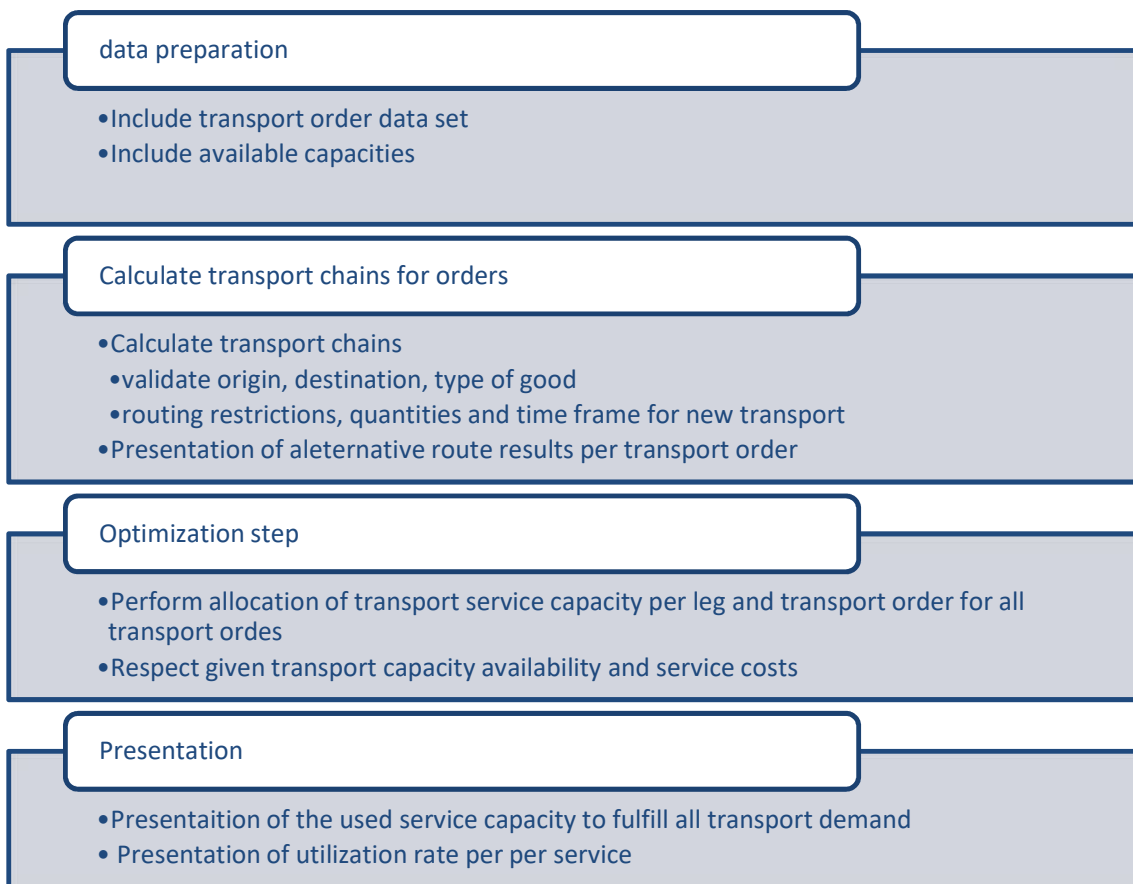 data preparation
•Include transport order data set
•Include available capacities
Calculate transport chains for orders
•Calculate transport chains
•validate origin, destination, type of good
•routing restrictions, quantities and time frame for new transport
•Presentation of aleternative route results per transport order
Optimization step
•Perform allocation of transport service capacity per leg and transport order for all
transport ordes
•Respect given transport capacity availability and service costs
Presentation
•Presentaition of the used service capacity to fulfill all transport demand
• Presentation of utilization rate per per service